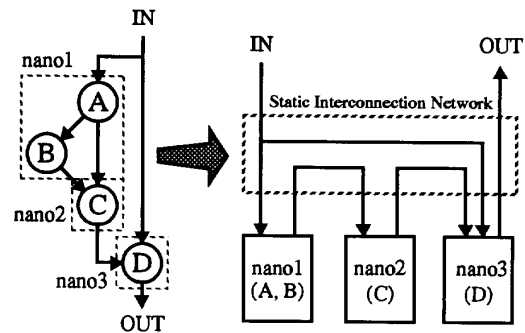 IN
nano1
A
B
C
nano2
D
nano3
OUT
IN
OUT
Static Interconnection Network
nano1
(A, B)
nano2
(C)
nano3
(D)